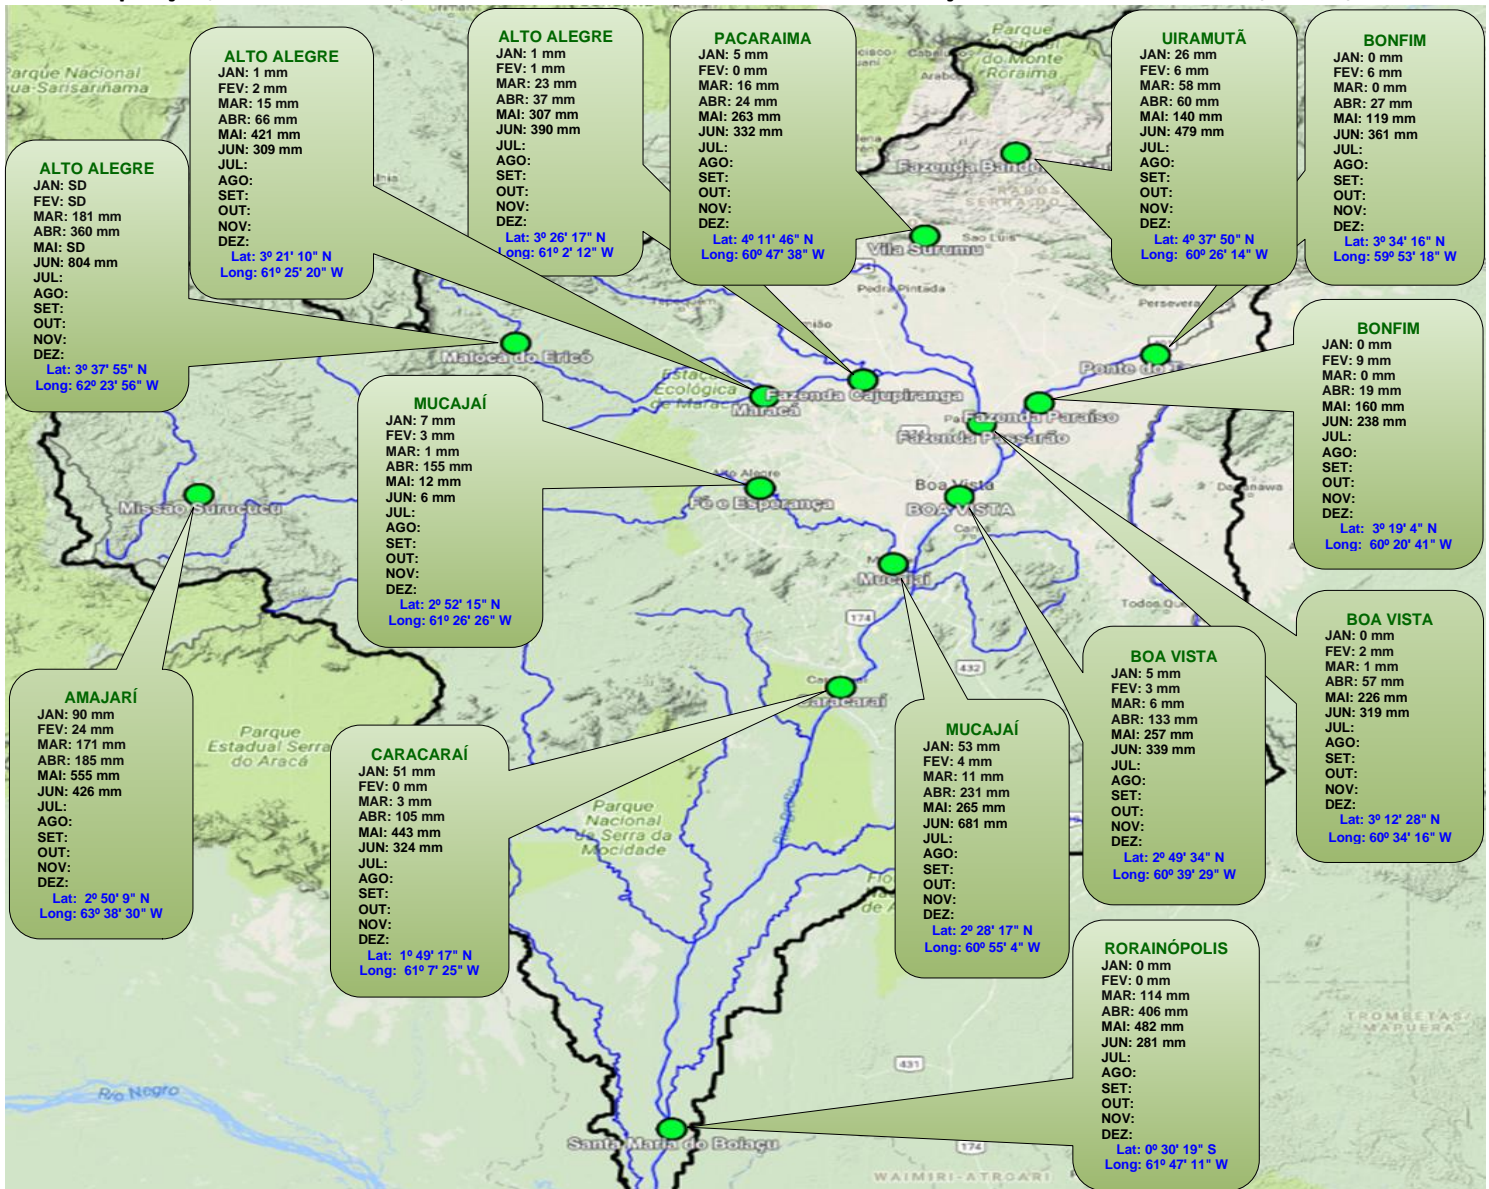 ALTO ALEGRE
JAN: 1 mm
FEV: 2 mm
MAR: 15 mm
ABR: 66 mm
MAI: 421 mm
JUN: 309 mm
JUL:
AGO:
SET:
OUT:
NOV:
DEZ:
Lat: 3º 21' 10" N
Long: 61º 25' 20" W
ALTO ALEGRE
JAN: 1 mm
FEV: 1 mm
MAR: 23 mm
ABR: 37 mm
MAI: 307 mm
JUN: 390 mm
JUL:
AGO:
SET:
OUT:
NOV:
DEZ:
Lat: 3º 26' 17" N
Long: 61º 2' 12" W
PACARAIMA
JAN: 5 mm
FEV: 0 mm
MAR: 16 mm
ABR: 24 mm
MAI: 263 mm
JUN: 332 mm
JUL:
AGO:
SET:
OUT:
NOV:
DEZ:
Lat: 4º 11' 46" N
Long: 60º 47' 38" W
UIRAMUTÃ
JAN: 26 mm
FEV: 6 mm
MAR: 58 mm
ABR: 60 mm
MAI: 140 mm
JUN: 479 mm
JUL:
AGO:
SET:
OUT:
NOV:
DEZ:
Lat: 4º 37' 50" N
Long: 60º 26' 14" W
BONFIM
JAN: 0 mm
FEV: 6 mm
MAR: 0 mm
ABR: 27 mm
MAI: 119 mm
JUN: 361 mm
JUL:
AGO:
SET:
OUT:
NOV:
DEZ:
Lat: 3º 34' 16" N
Long: 59º 53' 18" W
ALTO ALEGRE
JAN: SD
FEV: SD
MAR: 181 mm
ABR: 360 mm
MAI: SD
JUN: 804 mm
JUL:
AGO:
SET:
OUT:
NOV:
DEZ:
Lat: 3º 37' 55" N
Long: 62º 23' 56" W
BONFIM
JAN: 0 mm
FEV: 9 mm
MAR: 0 mm
ABR: 19 mm
MAI: 160 mm
JUN: 238 mm
JUL:
AGO:
SET:
OUT:
NOV:
DEZ:
Lat: 3º 19' 4" N
Long: 60º 20' 41" W
MUCAJAÍ
JAN: 7 mm
FEV: 3 mm
MAR: 1 mm
ABR: 155 mm
MAI: 12 mm
JUN: 6 mm
JUL:
AGO:
SET:
OUT:
NOV:
DEZ:
Lat: 2º 52' 15" N
Long: 61º 26' 26" W
AMAJARÍ
JAN: 90 mm
FEV: 24 mm
MAR: 171 mm
ABR: 185 mm
MAI: 555 mm
JUN: 426 mm
JUL:
AGO:
SET:
OUT:
NOV:
DEZ:
Lat: 2º 50' 9" N
Long: 63º 38' 30" W
CARACARAÍ
JAN: 51 mm
FEV: 0 mm
MAR: 3 mm
ABR: 105 mm
MAI: 443 mm
JUN: 324 mm
JUL:
AGO:
SET:
OUT:
NOV:
DEZ:
Lat: 1º 49' 17" N
Long: 61º 7' 25" W
MUCAJAÍ
JAN: 53 mm
FEV: 4 mm
MAR: 11 mm
ABR: 231 mm
MAI: 265 mm
JUN: 681 mm
JUL:
AGO:
SET:
OUT:
NOV:
DEZ:
Lat: 2º 28' 17" N
Long: 60º 55' 4" W
BOA VISTA
JAN: 5 mm
FEV: 3 mm
MAR: 6 mm
ABR: 133 mm
MAI: 257 mm
JUN: 339 mm
JUL:
AGO:
SET:
OUT:
NOV:
DEZ:
Lat: 2º 49' 34" N
Long: 60º 39' 29" W
BOA VISTA
JAN: 0 mm
FEV: 2 mm
MAR: 1 mm
ABR: 57 mm
MAI: 226 mm
JUN: 319 mm
JUL:
AGO:
SET:
OUT:
NOV:
DEZ:
Lat: 3º 12' 28" N
Long: 60º 34' 16" W
RORAINÓPOLIS
JAN: 0 mm
FEV: 0 mm
MAR: 114 mm
ABR: 406 mm
MAI: 482 mm
JUN: 281 mm
JUL:
AGO:
SET:
OUT:
NOV:
DEZ:
Lat: 0º 30' 19" S
Long: 61º 47' 11" W
Parque Nacional
Parque
Nacional
do Monte
Roraima
Fazenda
Vila Surumu
Sao Luis
Pedra Pintada
Maloca do Ericó
Ecológica
Maracá
Fazenda Cajupiranga
Ponte do
Fazenda Paraíso
Fazenda Passarão
Missão Surucucu
Alto Alegre
Fé e Esperança
Boa Vista
BOA VISTA
Mucajaí
174
432
Caracaraí
Parque
Estadual Serra
do Aracá
Parque
Nacional
da Serra da
Mocidade
Rio Branco
TROMBETAS/
MAPUERA
431
Rio Negro
Santa Maria do Boiaçu
174
WAIMIRI-ATROARI